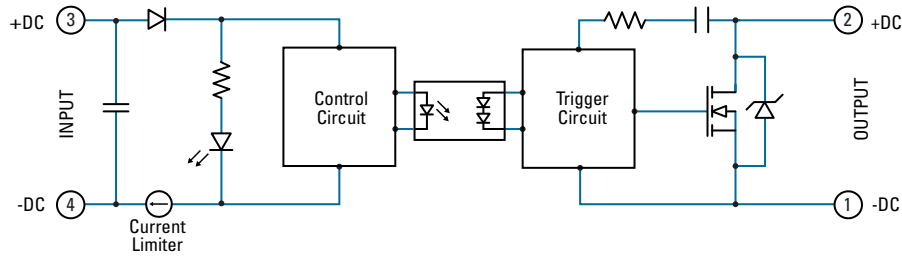 +DC
3
2
+DC
INPUT
Control
Circuit
Trigger
Circuit
OUTPUT
-DC
4
1
-DC
Current
Limiter